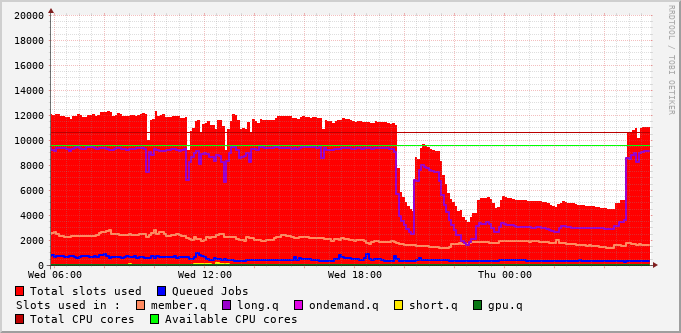 20000
18000
16000
14000
12000
10000
8000
6000
4000
2000
0
Wed 06:00 Wed 12:00 Wed 18:00 Thu 00:00
RRDTOOL / TOBI OETIKER
Total slots used Queued Jobs
Slots used in : member.q long.q ondemand.q short.q gpu.q
Total CPU cores Available CPU cores